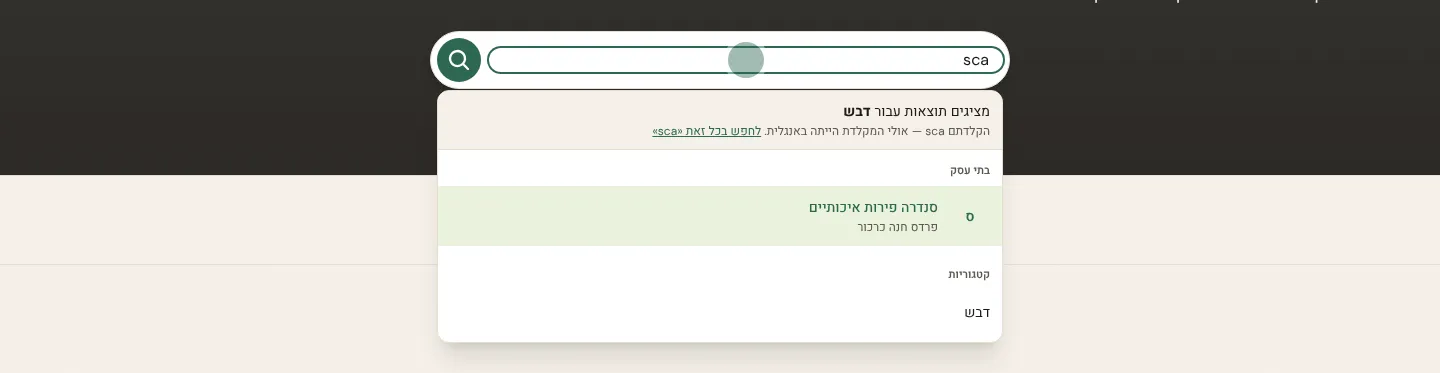 sca
מציגים תוצאות עבור דבש
הקלדתם sca — אולי המקלדת הייתה באנגלית. לחפש בכל זאת «sca»
בתי עסק
ס
סנדרה פירות איכותיים
פרדס חנה כרכור
קטגוריות
דבש